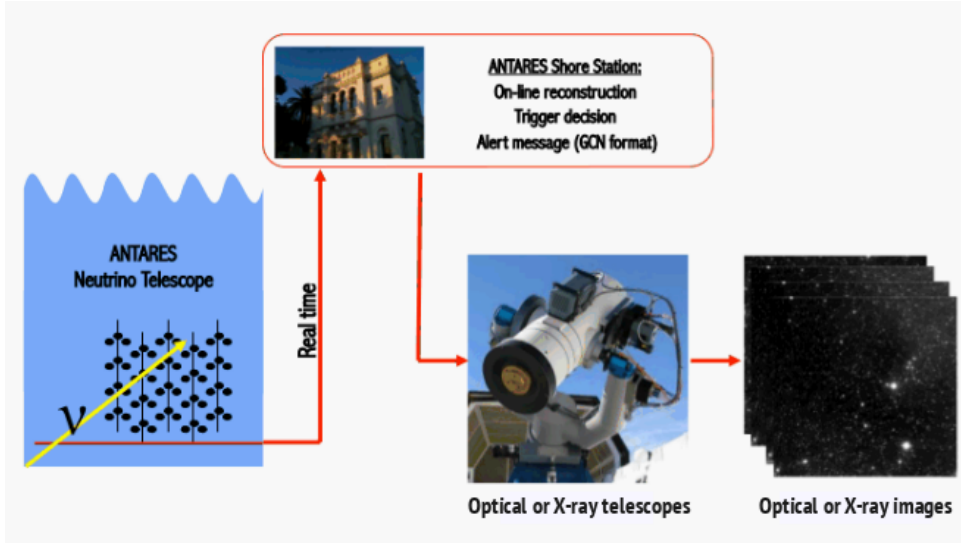 ANTARES Shore Station:
On-line reconstruction
Trigger decision
Alert message (GCN format)
ANTARES
Neutrino Telescope
Real time
ν
Optical or X-ray telescopes
Optical or X-ray images